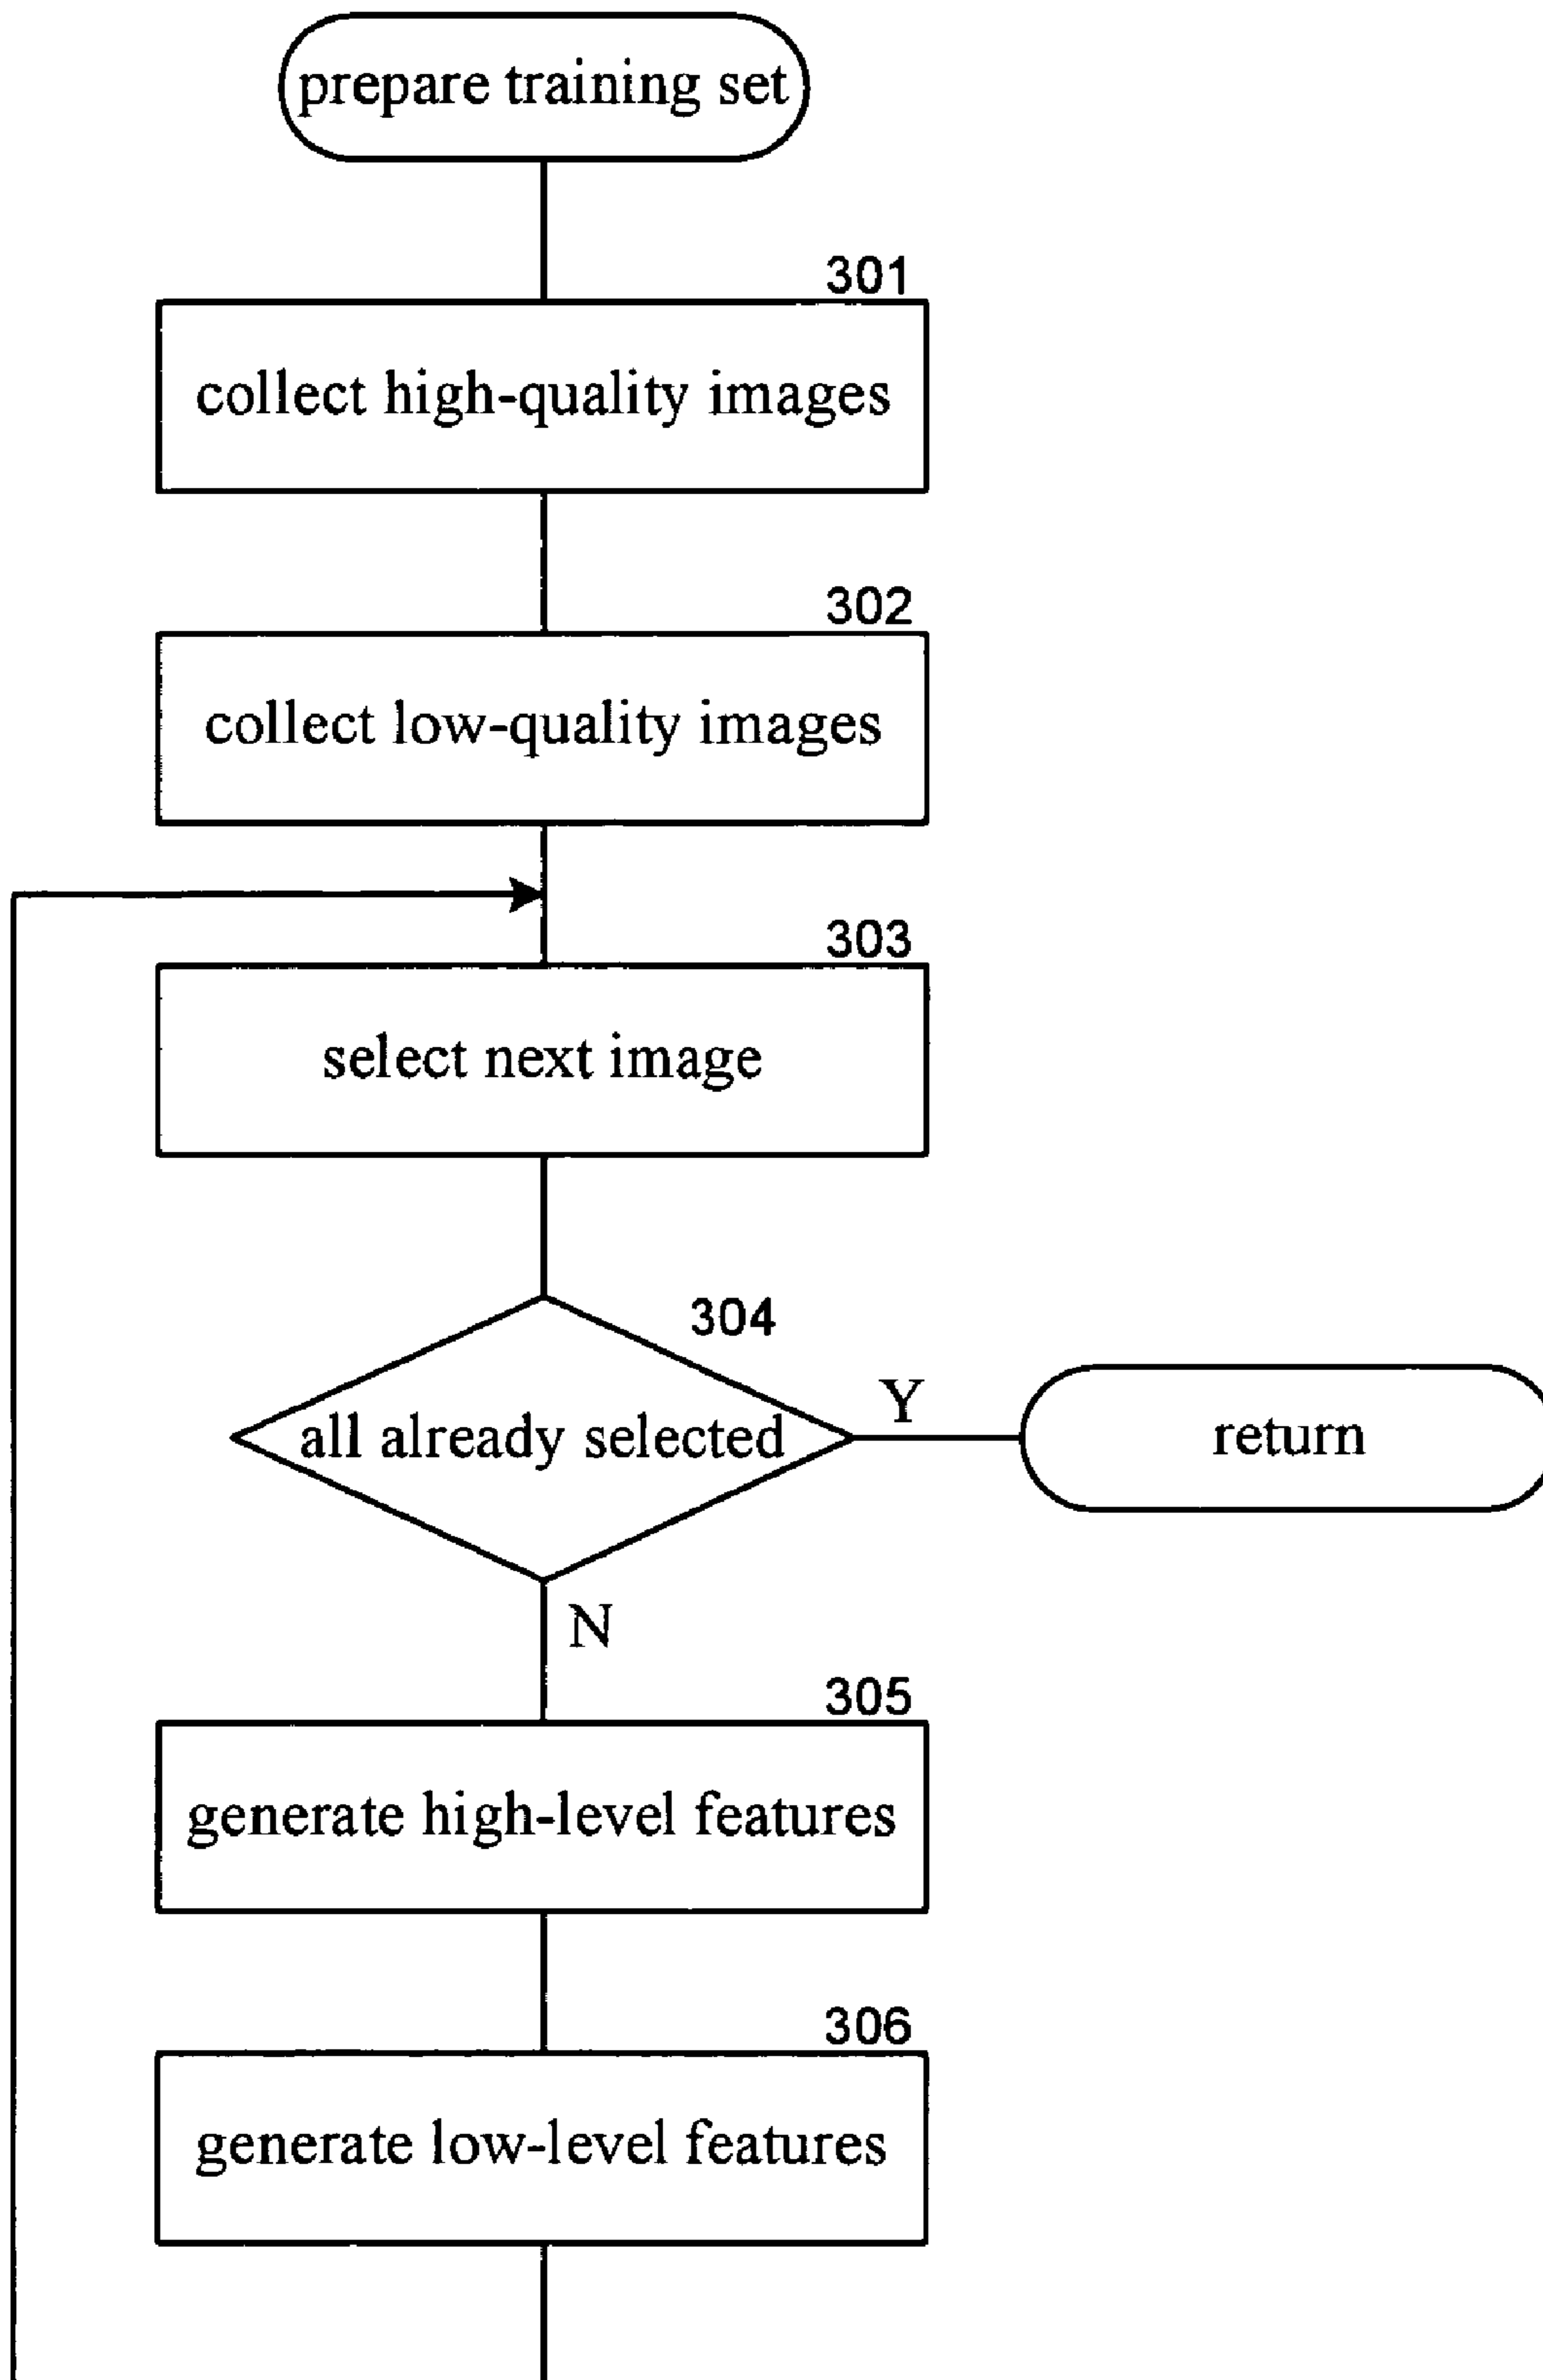 prepare training set
301
collect high-quality images
302
collect low-quality images
303
select next image
304
all already selected
Y
return
N
305
generate high-level features
306
generate low-level features